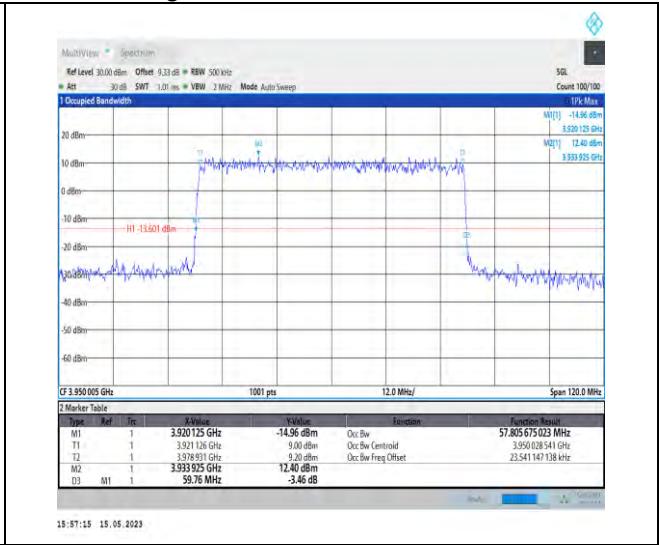 MultiView Spectrum
Ref Level 30.00 dBm Offset 9.33 dB RBW 500 kHz SGL
Att 30 dB SWT 1.01 ms VBW 2 MHz Mode Auto Sweep Count 100/100
1 Occupied Bandwidth 1Pk Max
M1[1] -14.96 dBm
3.920 125 GHz
M2[1] 12.40 dBm
3.933 925 GHz
20 dBm
M2
T1
10 dBm
0 dBm
-10 dBm
M1
H1 -13.601 dBm
D3
-20 dBm
-30 dBm
-40 dBm
-50 dBm
-60 dBm
CF 3.950 005 GHz 1001 pts 12.0 MHz/ Span 120.0 MHz
2 Marker Table
Type Ref Trc X-Value Y-Value Function Function Result
M1 1 3.920 125 GHz -14.96 dBm Occ Bw 57.805 675 023 MHz
T1 1 3.921 126 GHz 9.00 dBm Occ Bw Centroid 3.950 028 541 GHz
T2 1 3.978 931 GHz 9.20 dBm Occ Bw Freq Offset 23.541 147 138 kHz
M2 1 3.933 925 GHz 12.40 dBm
D3 M1 1 59.76 MHz -3.46 dB
15:57:15 15.05.2023